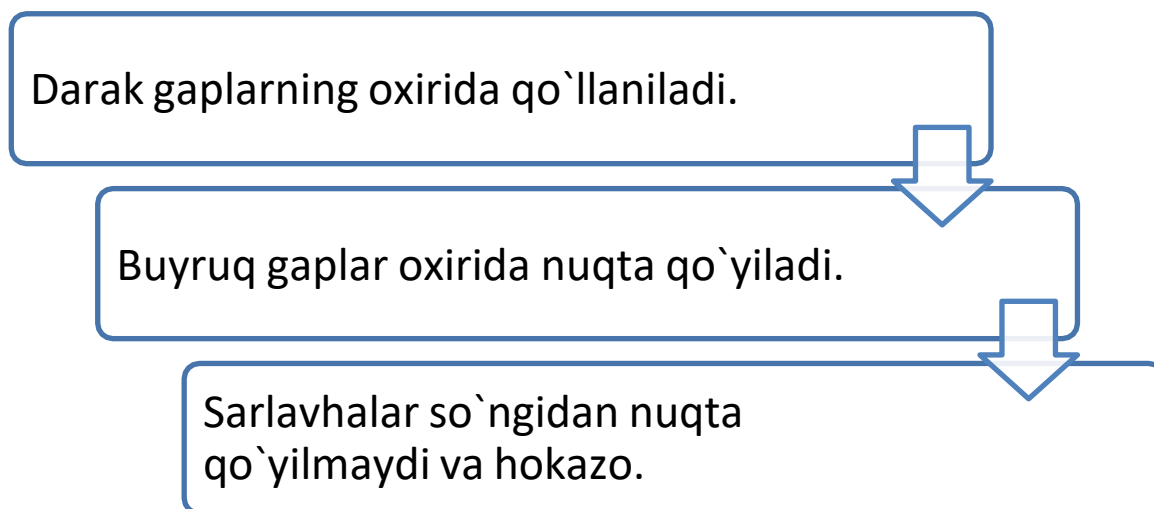 Darak gaplarning oxirida qo`llaniladi.
Buyruq gaplar oxirida nuqta qo`yiladi.
Sarlavhalar so`ngidan nuqta
qo`yilmaydi va hokazo.